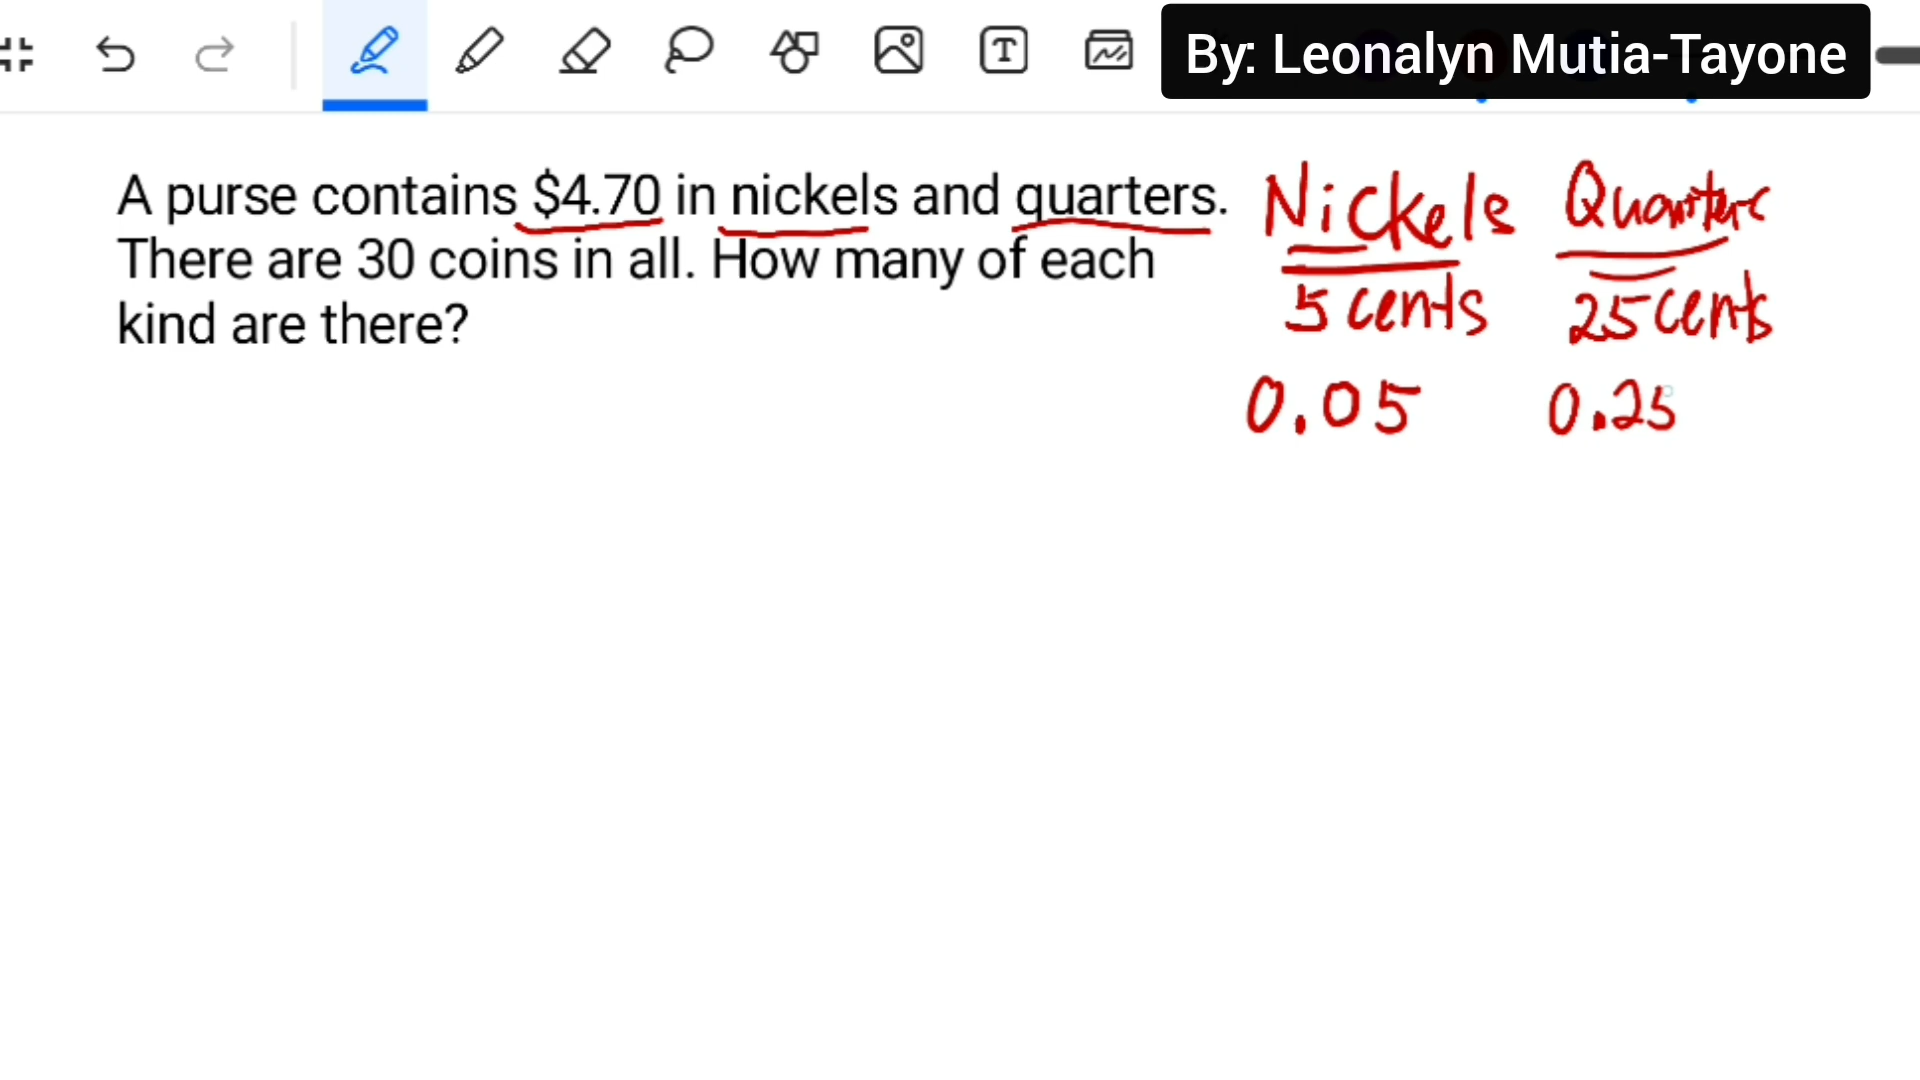 By: Leonalyn Mutia-Tayone
A purse contains $4.70 in nickels and quarters.
There are 30 coins in all. How many of each
kind are there?
Nickels Quarters
5 cents 25 cents
0.05 0.25